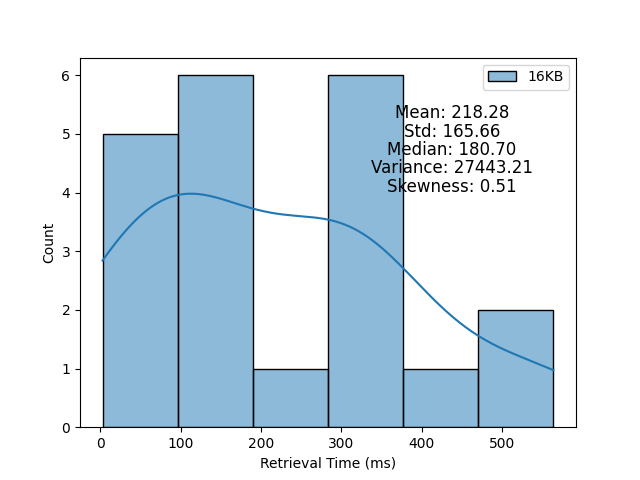 16KB
Mean: 218.28
Std: 165.66
Median: 180.70
Variance: 27443.21
Skewness: 0.51
6
5
4
3
2
1
0
Count
0 100 200 300 400 500
Retrieval Time (ms)